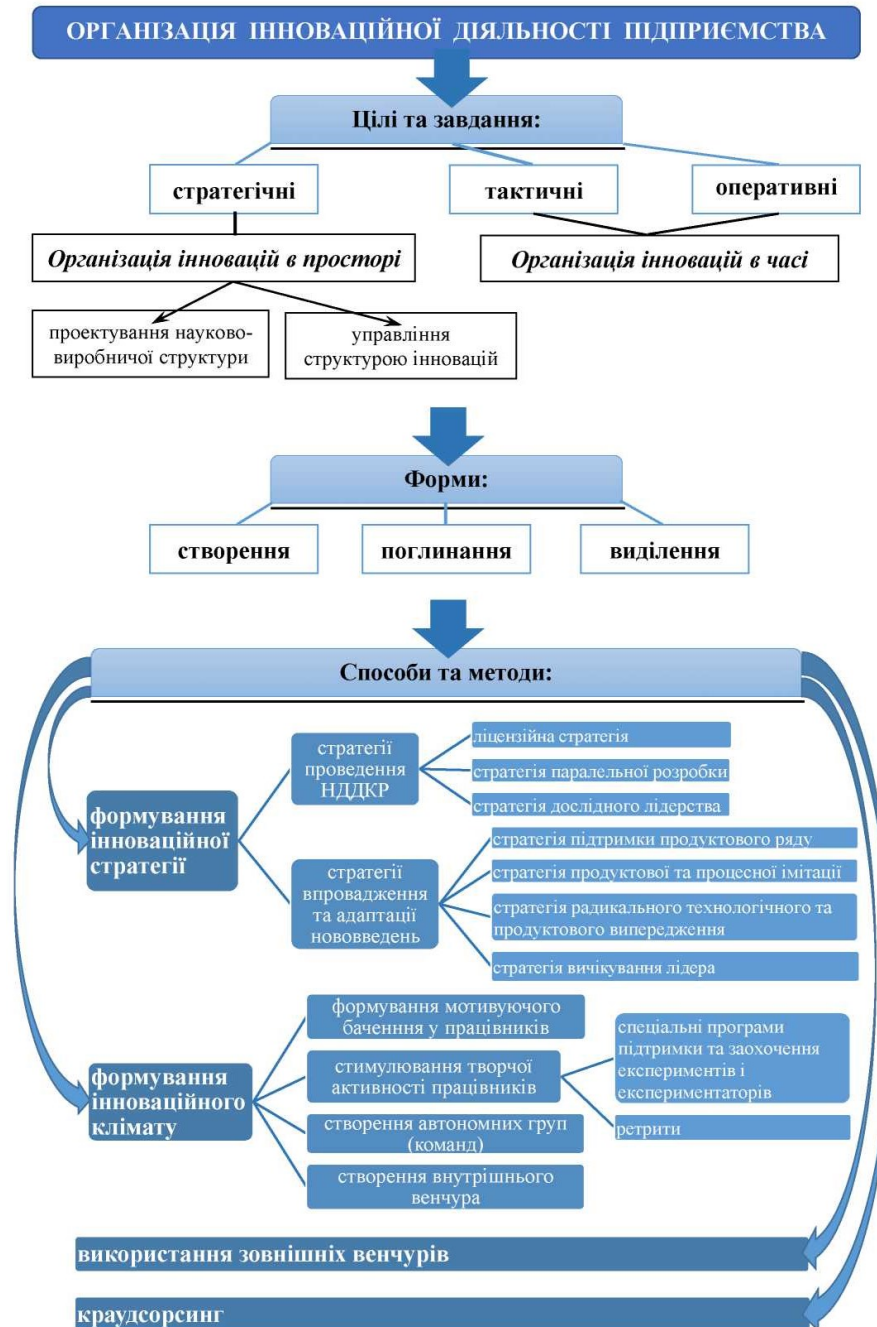 ОРГАНІЗАЦІЯ ІННОВАЦІЙНОЇ ДІЯЛЬНОСТІ ПІДПРИЄМСТВА
Цілі та завдання:
стратегічні
тактичні
оперативні
Організація інновацій в просторі
Організація інновацій в часі
проектування науково-
виробничої структури
управління
структурою інновацій
Форми:
створення
поглинання
виділення
Способи та методи:
формування
інноваційної
стратегії
стратегії
проведення
НДДКР
ліцензійна стратегія
стратегія паралельної розробки
стратегія дослідного лідерства
стратегії
впровадження
та адаптації
нововведень
стратегія підтримки продуктового ряду
стратегія продуктової та процесної імітації
стратегія радикального технологічного та
продуктового випередження
стратегія вичікування лідера
формування
інноваційного
клімату
формування мотивуючого
баченння у працівників
стимулювання творчої
активності працівників
спеціальні програми
підтримки та заохочення
експериментів і
експериментаторів
ретрити
створення автономних груп
(команд)
створення внутрішнього
венчура
використання зовнішніх венчурів
краудсорсинг